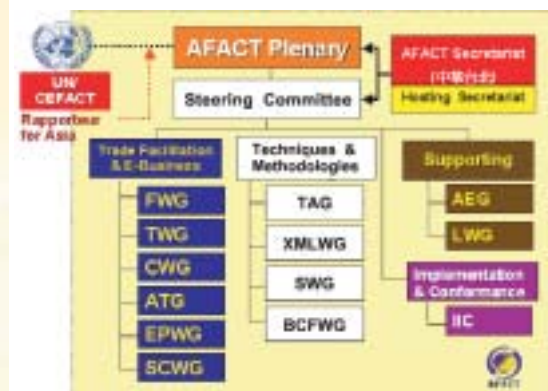 AFACT Plenary
AFACT Secretariat
Hosting Secretariat
UN/
CEFACT
Rapporteur
for Asia
Steering Committee
Trade Facilitation
& E-Business
FWG
TWG
CWG
ATG
EPWG
SCWG
Techniques &
Methodologies
TAG
XMLWG
SWG
BCFWG
Supporting
AEG
LWG
Implementation
& Conformance
IIC
AFACT